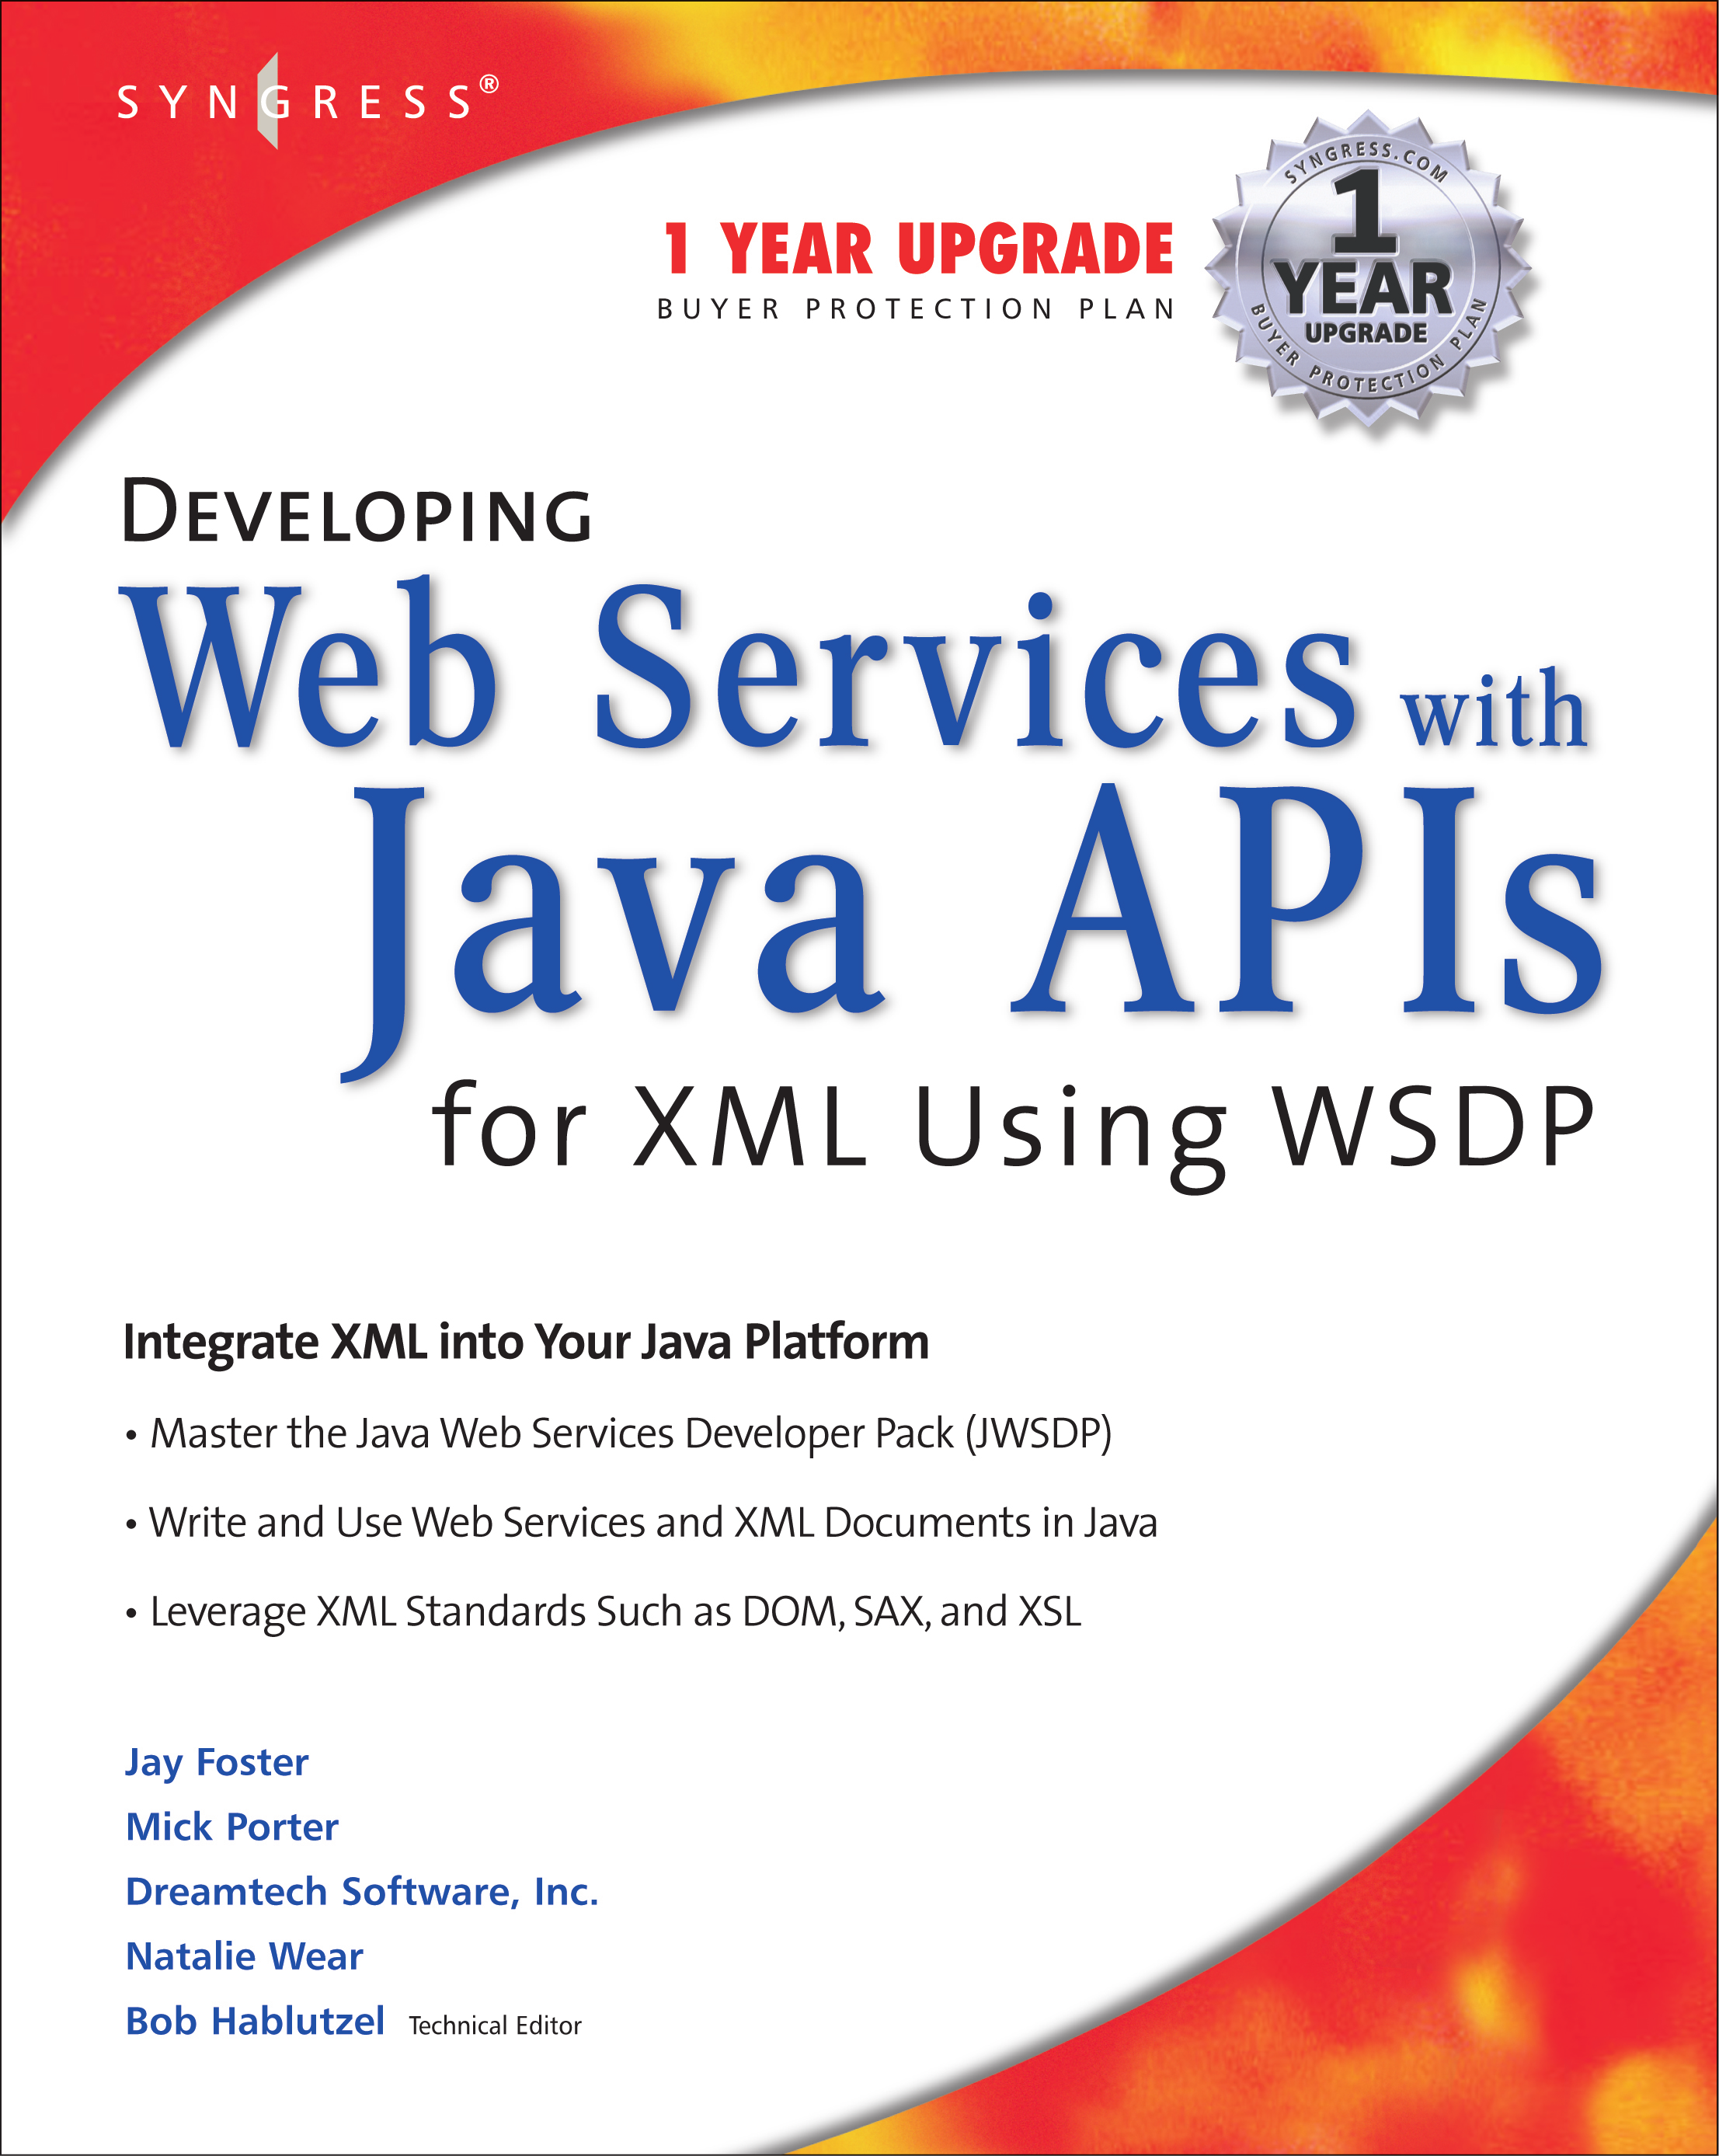 SYNGRESS®
1 YEAR UPGRADE
BUYER PROTECTION PLAN
SYNGRESS.COM
1
YEAR
UPGRADE
BUYER PROTECTION PLAN
DEVELOPING
Web Services with
Java APIs
for XML Using WSDP
Integrate XML into Your Java Platform
• Master the Java Web Services Developer Pack (JWSDP)
• Write and Use Web Services and XML Documents in Java
• Leverage XML Standards Such as DOM, SAX, and XSL
Jay Foster
Mick Porter
Dreamtech Software, Inc.
Natalie Wear
Bob Hablutzel Technical Editor